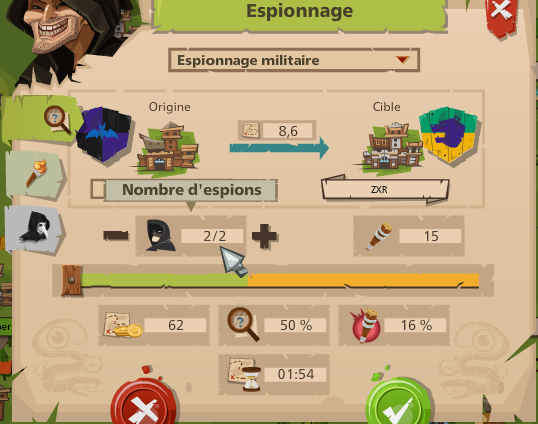 Espionnage
Espionnage militaire
Origine
Cible
8,6
Nombre d'espions
ZXR
2/2
15
62
50 %
16 %
01:54